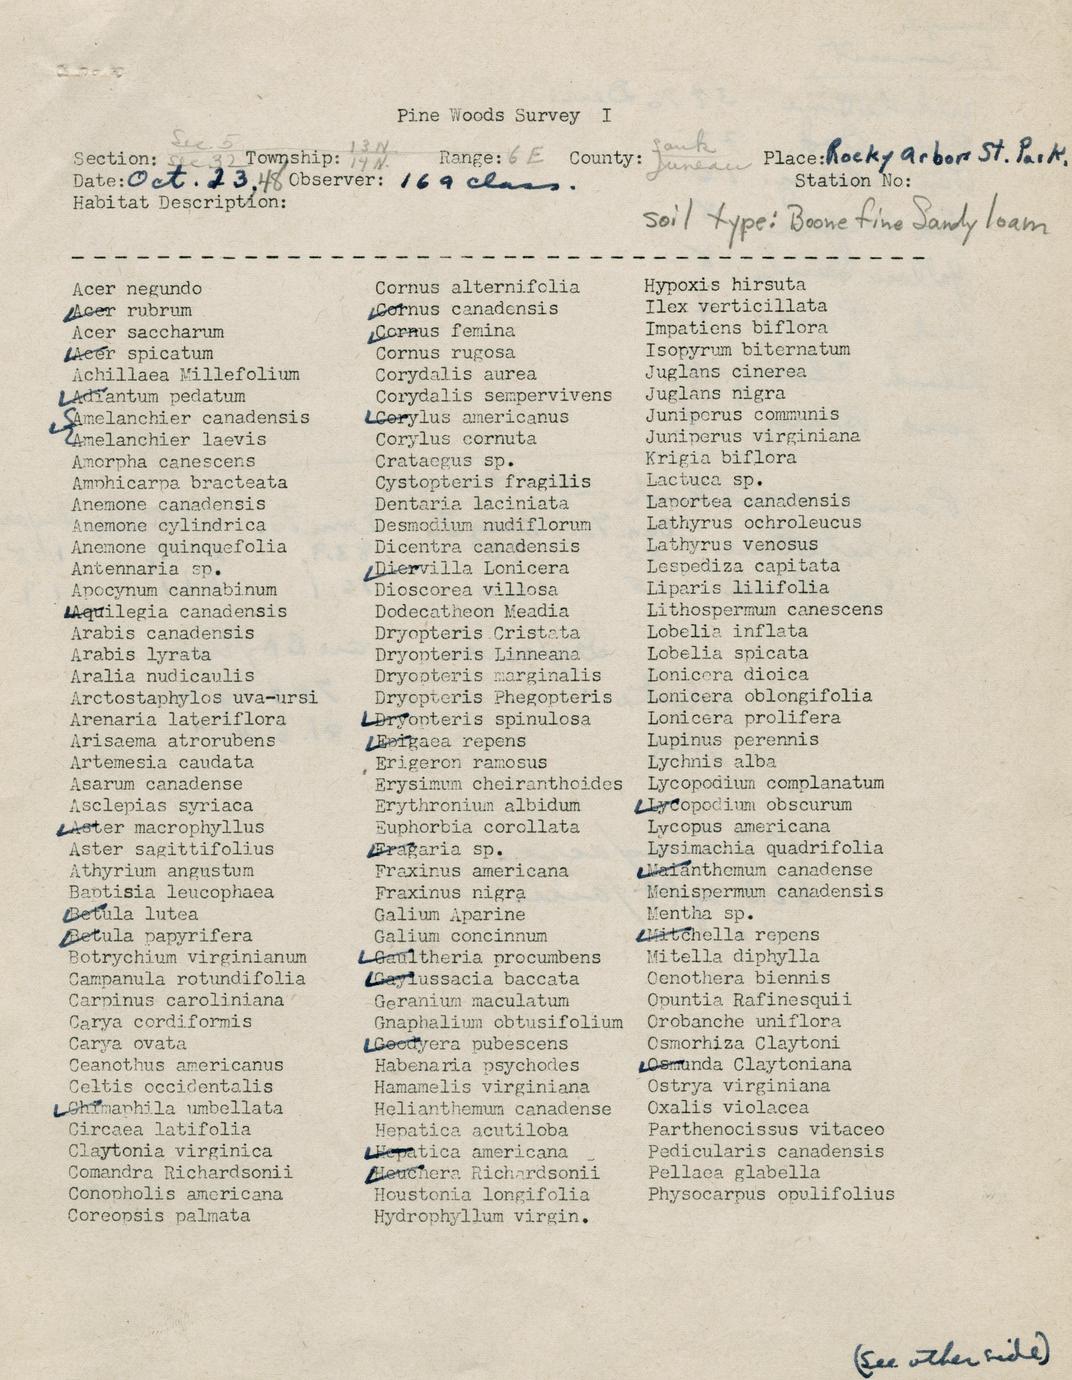 Pine Woods Survey I
Sec. 5 13 N Sauk
Section: Sec 32 Township: 14 N. Range: 6 E County: Juneau Place: Rocky Arbor St. Park.
Date: Oct. 23, 48 Observer: 169 class. Station No:
Habitat Description:
soil type: Boone fine Sandy loam
Acer negundo
Acer rubrum
Acer saccharum
Acer spicatum
Achillaea Millefolium
Adiantum pedatum
Amelanchier canadensis
Amelanchier laevis
Amorpha canescens
Amphicarpa bracteata
Anemone canadensis
Anemone cylindrica
Anemone quinquefolia
Antennaria sp.
Apocynum cannabinum
Aquilegia canadensis
Arabis canadensis
Arabis lyrata
Aralia nudicaulis
Arctostaphylos uva-ursi
Arenaria lateriflora
Arisaema atrorubens
Artemesia caudata
Asarum canadense
Asclepias syriaca
Aster macrophyllus
Aster sagittifolius
Athyrium angustum
Baptisia leucophaea
Betula lutea
Betula papyrifera
Botrychium virginianum
Campanula rotundifolia
Carpinus caroliniana
Carya cordiformis
Carya ovata
Ceanothus americanus
Celtis occidentalis
Chimaphila umbellata
Circaea latifolia
Claytonia virginica
Comandra Richardsonii
Conopholis americana
Coreopsis palmata
Cornus alternifolia
Cornus canadensis
Cornus femina
Cornus rugosa
Corydalis aurea
Corydalis sempervivens
Corylus americanus
Corylus cornuta
Crataegus sp.
Cystopteris fragilis
Dentaria laciniata
Desmodium nudiflorum
Dicentra canadensis
Diervilla Lonicera
Dioscorea villosa
Dodecatheon Meadia
Dryopteris Cristata
Dryopteris Linneana
Dryopteris marginalis
Dryopteris Phegopteris
Dryopteris spinulosa
Epigaea repens
Erigeron ramosus
Erysimum cheiranthoides
Erythronium albidum
Euphorbia corollata
Fragaria sp.
Fraxinus americana
Fraxinus nigra
Galium Aparine
Galium concinnum
Gaultheria procumbens
Gaylussacia baccata
Geranium maculatum
Gnaphalium obtusifolium
Goodyera pubescens
Habenaria psychodes
Hamamelis virginiana
Helianthemum canadense
Hepatica acutiloba
Hepatica americana
Heuchera Richardsonii
Houstonia longifolia
Hydrophyllum virgin.
Hypoxis hirsuta
Ilex verticillata
Impatiens biflora
Isopyrum biternatum
Juglans cinerea
Juglans nigra
Juniperus communis
Juniperus virginiana
Krigia biflora
Lactuca sp.
Laportea canadensis
Lathyrus ochroleucus
Lathyrus venosus
Lespediza capitata
Liparis lilifolia
Lithospermum canescens
Lobelia inflata
Lobelia spicata
Lonicera dioica
Lonicera oblongifolia
Lonicera prolifera
Lupinus perennis
Lychnis alba
Lycopodium complanatum
Lycopodium obscurum
Lycopus americana
Lysimachia quadrifolia
Maianthemum canadense
Menispermum canadensis
Mentha sp.
Mitchella repens
Mitella diphylla
Oenothera biennis
Opuntia Rafinesquii
Orobanche uniflora
Osmorhiza Claytoni
Osmunda Claytoniana
Ostrya virginiana
Oxalis violacea
Parthenocissus vitaceo
Pedicularis canadensis
Pellaea glabella
Physocarpus opulifolius
(See other side)